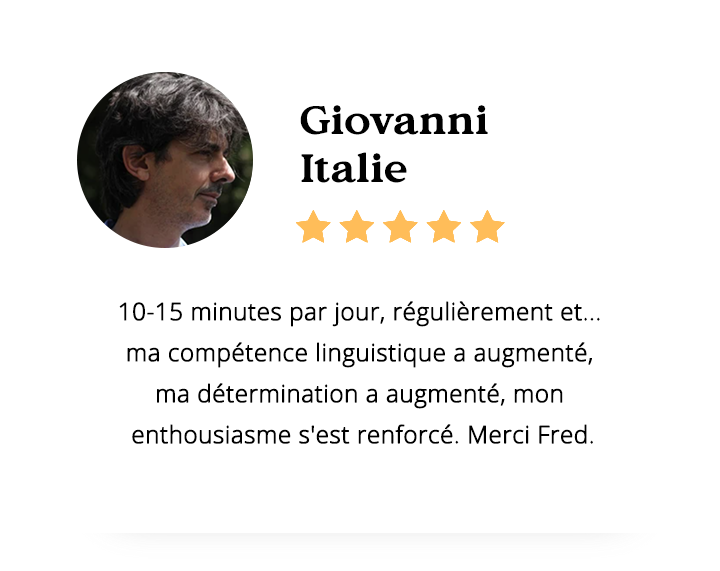 Giovanni
Italie
10-15 minutes par jour, régulièrement et...
ma compétence linguistique a augmenté,
ma détermination a augmenté, mon
enthousiasme s'est renforcé. Merci Fred.